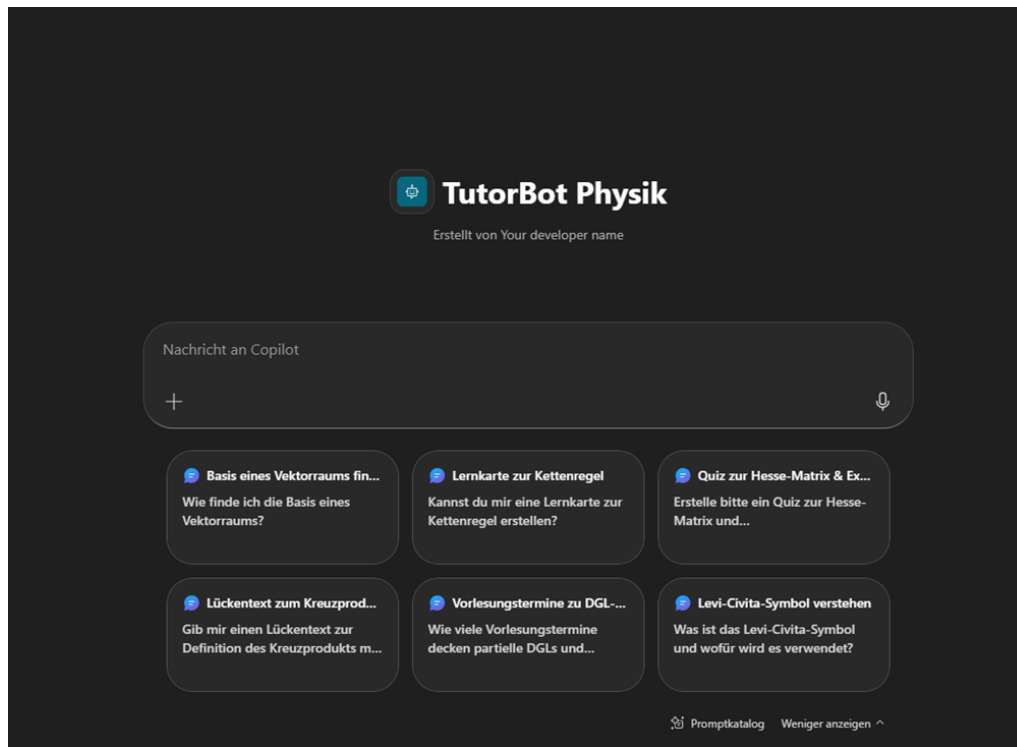 TutorBot Physik
Erstellt von Your developer name
Nachricht an Copilot
Basis eines Vektorraums fin...
Wie finde ich die Basis eines
Vektorraums?
Lernkarte zur Kettenregel
Kannst du mir eine Lernkarte zur
Kettenregel erstellen?
Quiz zur Hesse-Matrix & Ex...
Erstelle bitte ein Quiz zur Hesse-
Matrix und...
Lückentext zum Kreuzprod...
Gib mir einen Lückentext zur
Definition des Kreuzprodukts m...
Vorlesungstermine zu DGL-...
Wie viele Vorlesungstermine
decken partielle DGLs und...
Levi-Civita-Symbol verstehen
Was ist das Levi-Civita-Symbol
und wofür wird es verwendet?
Promptkatalog
Weniger anzeigen